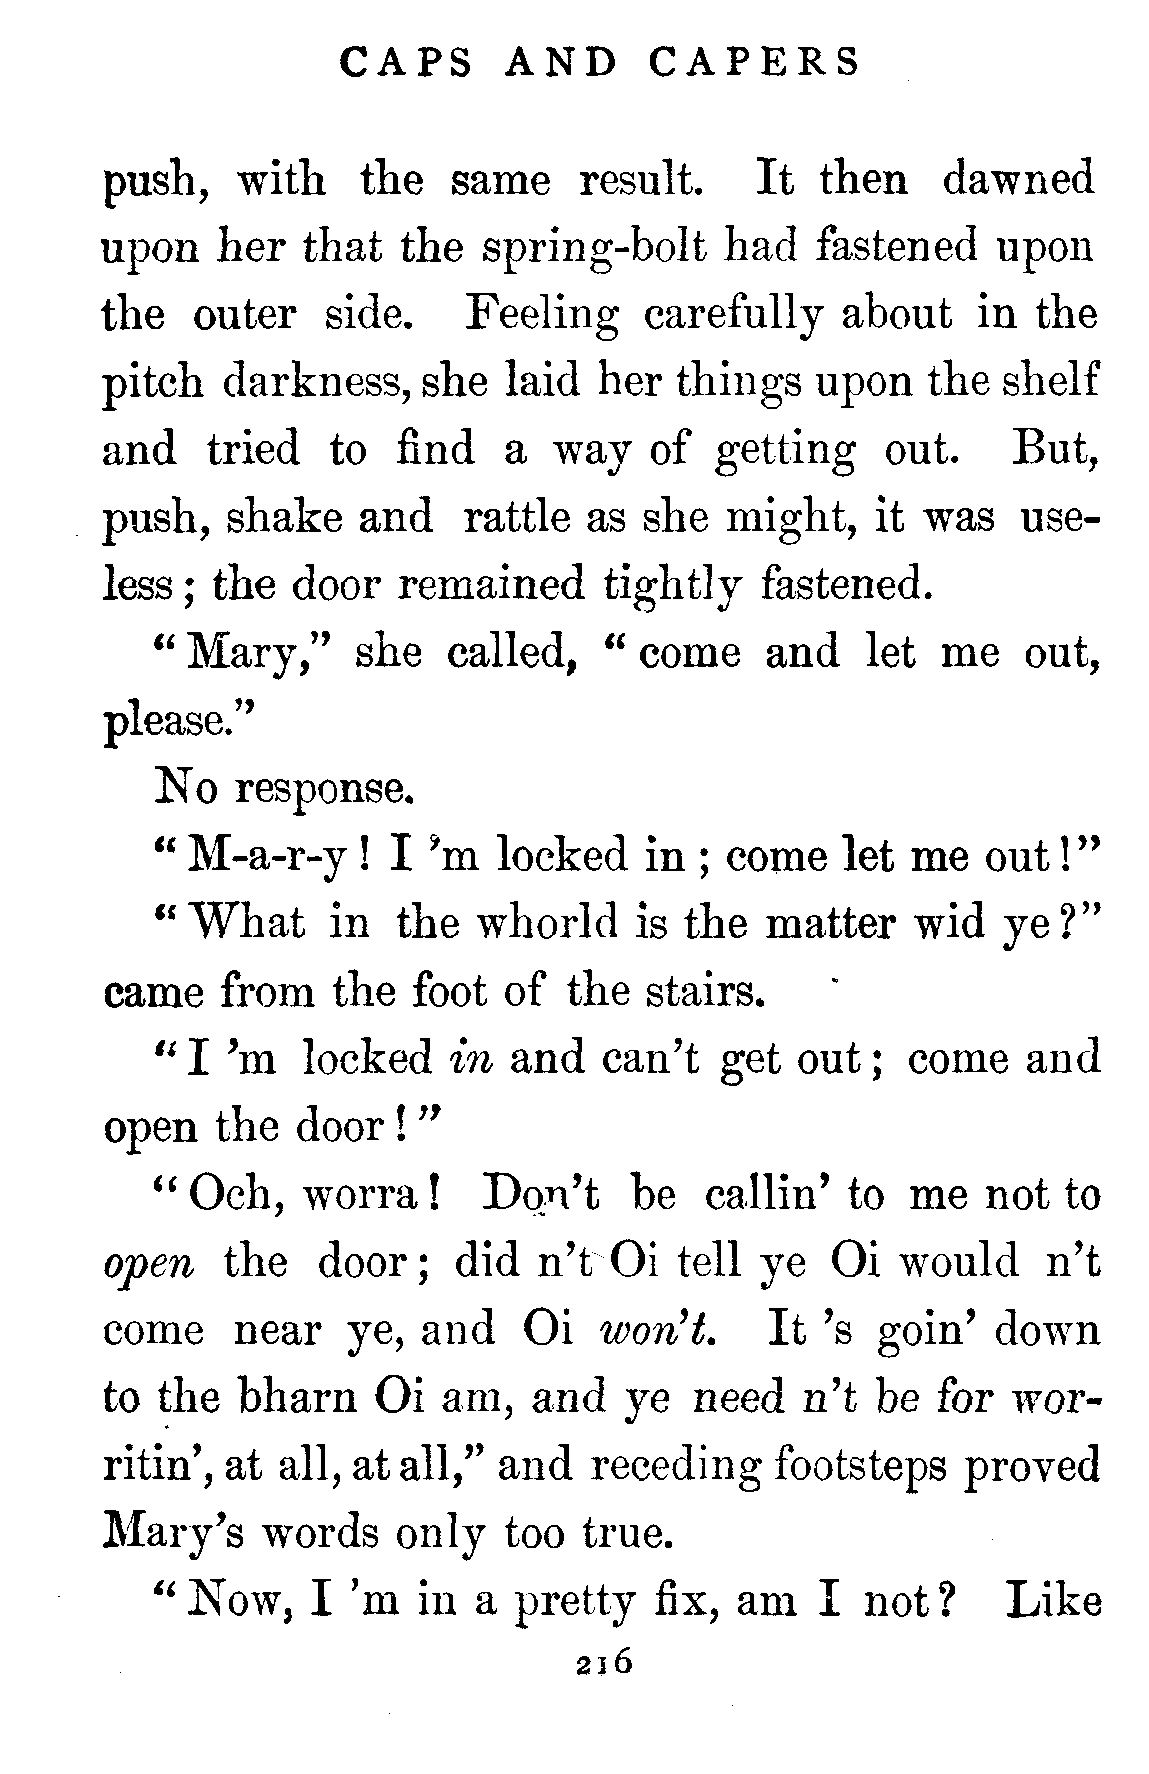 CAPS AND CAPERS
push, with the same result. It then dawned
upon her that the spring-bolt had fastened upon
the outer side. Feeling carefully about in the
pitch darkness, she laid her things upon the shelf
and tried to find a way of getting out. But,
push, shake and rattle as she might, it was use-
less; the door remained tightly fastened.
"Mary," she called, "come and let me out,
please."
No response.
"M-a-r-y! I 'm locked in; come let me out!"
"What in the whorld is the matter wid ye?"
came from the foot of the stairs.
"I 'm locked in and can't get out; come and
open the door!"
"Och, worra! Don't be callin' to me not to
open the door; did n't Oi tell ye Oi would n't
come near ye, and Oi won't. It 's goin' down
to the bharn Oi am, and ye need n't be for wor-
ritin', at all, at all," and receding footsteps proved
Mary's words only too true.
"Now, I 'm in a pretty fix, am I not? Like
216